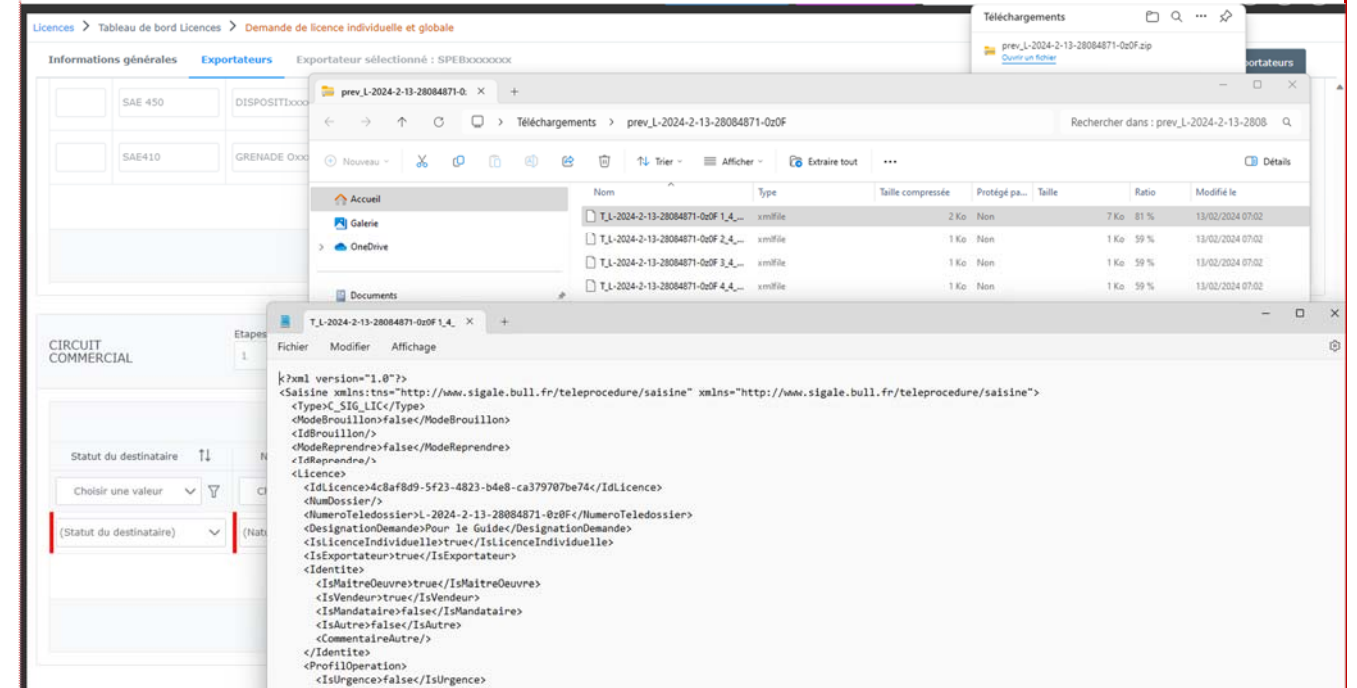 Licences > Tableau de bord Licences > Demande de licence individuelle et globale
Informations générales Exportateurs Exportateur sélectionné : SPEBxxxxxxx
Téléchargements
prev_L-2024-2-13-28084871-0z0F.zip
Ouvrir un fichier
ortateurs
SAE 450 DISPOSITIxxxx
SAE410 GRENADE Oxxx
prev_L-2024-2-13-28084871-0:
Téléchargements > prev_L-2024-2-13-28084871-0z0F
Rechercher dans : prev_L-2024-2-13-2808
Nouveau Trier Afficher Extraire tout ... Détails
Accueil
Galerie
OneDrive
Documents
Nom Type Taille compressée Protégé pa... Taille Ratio Modifié le
T_L-2024-2-13-28084871-0z0F 1_4_... xmlfile 2 Ko Non 7 Ko 81 % 13/02/2024 07:02
T_L-2024-2-13-28084871-0z0F 2_4_... xmlfile 1 Ko Non 1 Ko 59 % 13/02/2024 07:02
T_L-2024-2-13-28084871-0z0F 3_4_... xmlfile 1 Ko Non 1 Ko 59 % 13/02/2024 07:02
T_L-2024-2-13-28084871-0z0F 4_4_... xmlfile 1 Ko Non 1 Ko 59 % 13/02/2024 07:02
CIRCUIT
COMMERCIAL
Etapes
1
Statut du destinataire N
Choisir une valeur Cl
(Statut du destinataire) (Natu
T_L-2024-2-13-28084871-0z0F 1_4_
Fichier Modifier Affichage
<?xml version="1.0"?>
<Saisine xmlns:tns="http://www.sigale.bull.fr/teleprocedure/saisine" xmlns="http://www.sigale.bull.fr/teleprocedure/saisine">
<Type>C_SIG_LIC</Type>
<ModeBrouillon>false</ModeBrouillon>
<IdBrouillon/>
<ModeReprendre>false</ModeReprendre>
<IdReprendre/>
<Licence>
<IdLicence>4c8af8d9-5f23-4823-b4e8-ca379707be74</IdLicence>
<NumDossier/>
<NumeroTeledossier>L-2024-2-13-28084871-0z0F</NumeroTeledossier>
<DesignationDemande>Pour le Guide</DesignationDemande>
<IsLicenceIndividuelle>true</IsLicenceIndividuelle>
<IsExportateur>true</IsExportateur>
<Identite>
<IsMaitreOeuvre>true</IsMaitreOeuvre>
<IsVendeur>true</IsVendeur>
<IsMandataire>false</IsMandataire>
<IsAutre>false</IsAutre>
<CommentaireAutre/>
</Identite>
<ProfilOperation>
<IsUrgence>false</IsUrgence>